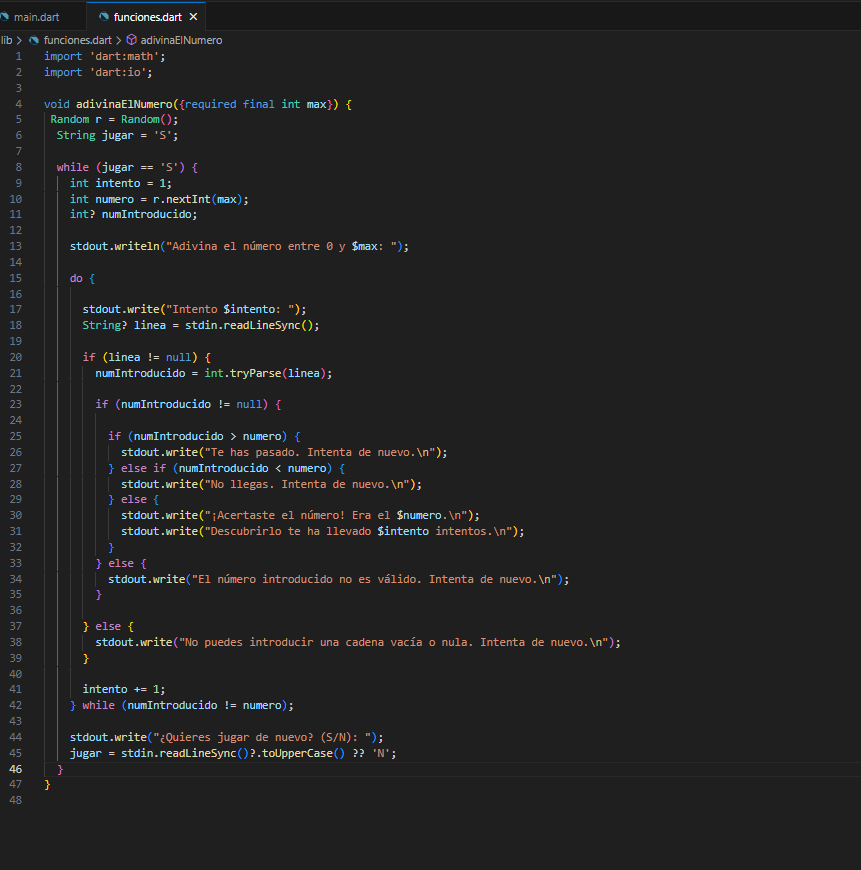 main.dart
funciones.dart
lib > funciones.dart > adivinaElNumero
1 import 'dart:math';
2 import 'dart:io';
3
4 void adivinaElNumero({required final int max}) {
5  Random r = Random();
6   String jugar = 'S';
7
8   while (jugar == 'S') {
9     int intento = 1;
10     int numero = r.nextInt(max);
11     int? numIntroducido;
12
13     stdout.writeln("Adivina el número entre 0 y $max: ");
14
15     do {
16
17       stdout.write("Intento $intento: ");
18       String? linea = stdin.readLineSync();
19
20       if (linea != null) {
21         numIntroducido = int.tryParse(linea);
22
23         if (numIntroducido != null) {
24
25           if (numIntroducido > numero) {
26             stdout.write("Te has pasado. Intenta de nuevo.\n");
27           } else if (numIntroducido < numero) {
28             stdout.write("No llegas. Intenta de nuevo.\n");
29           } else {
30             stdout.write("¡Acertaste el número! Era el $numero.\n");
31             stdout.write("Descubrirlo te ha llevado $intento intentos.\n");
32           }
33         } else {
34           stdout.write("El número introducido no es válido. Intenta de nuevo.\n");
35         }
36
37       } else {
38         stdout.write("No puedes introducir una cadena vacía o nula. Intenta de nuevo.\n");
39       }
40
41       intento += 1;
42     } while (numIntroducido != numero);
43
44     stdout.write("¿Quieres jugar de nuevo? (S/N): ");
45     jugar = stdin.readLineSync()?.toUpperCase() ?? 'N';
46   }
47 }
48